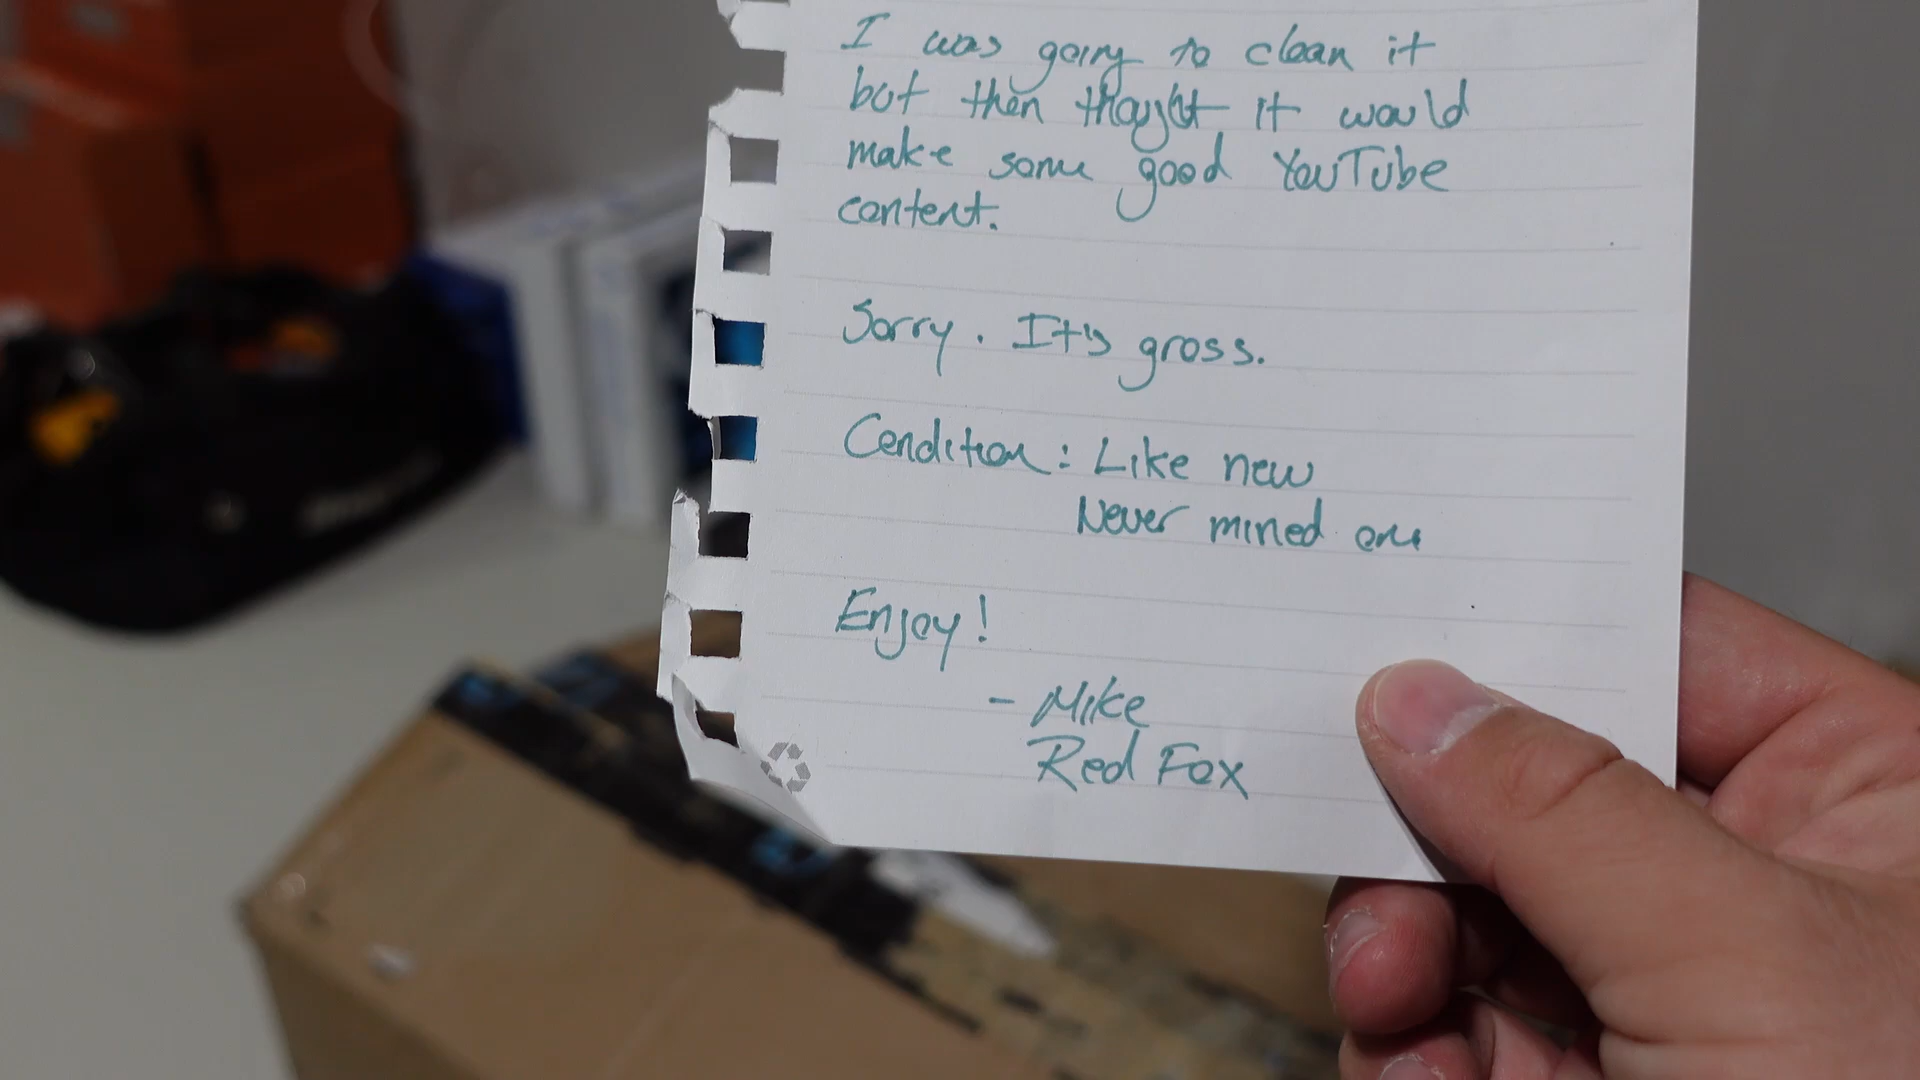 I was going to clean it
but then thought it would
make some good YouTube
content.
Sorry. It's gross.
Condition: Like new
Never mined on
Enjoy!
- Mike
Red Fox